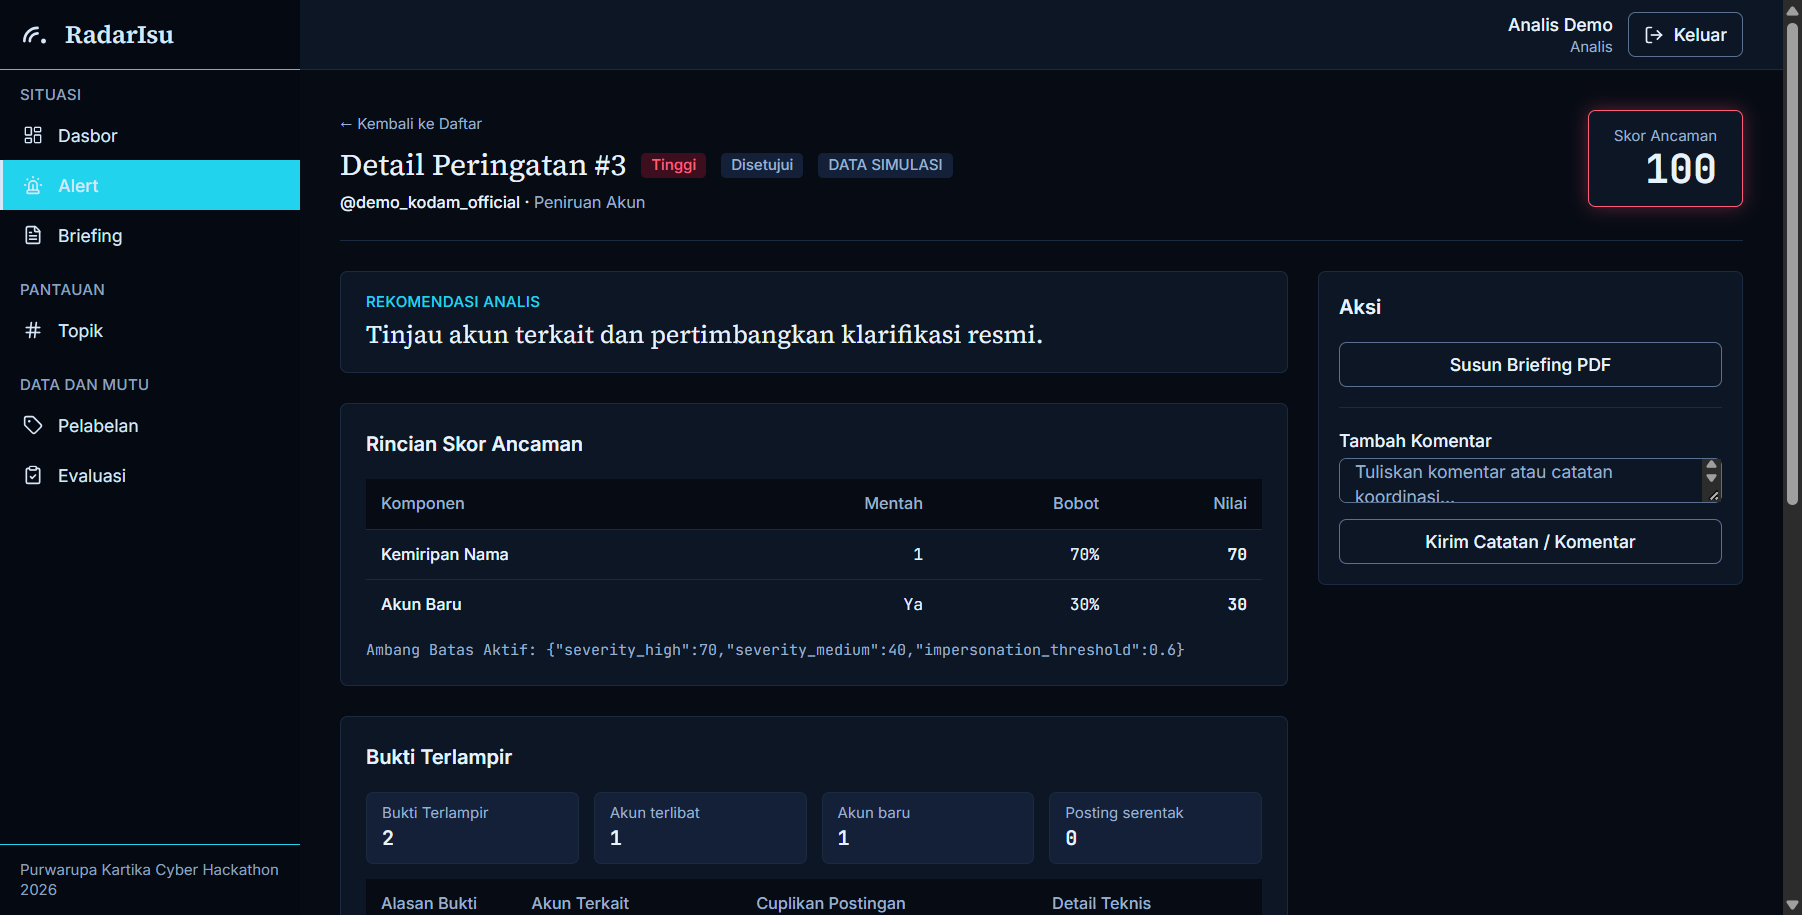 RadarIsu
SITUASI
Dasbor
Alert
Briefing
PANTAUAN
Topik
DATA DAN MUTU
Pelabelan
Evaluasi
Purwarupa Kartika Cyber Hackathon
2026
Analis Demo
Analis
Keluar
← Kembali ke Daftar
Detail Peringatan #3 Tinggi Disetujui DATA SIMULASI
@demo_kodam_official · Peniruan Akun
Skor Ancaman
100
REKOMENDASI ANALIS
Tinjau akun terkait dan pertimbangkan klarifikasi resmi.
Rincian Skor Ancaman
Komponen Mentah Bobot Nilai
Kemiripan Nama 1 70% 70
Akun Baru Ya 30% 30
Ambang Batas Aktif: {"severity_high":70,"severity_medium":40,"impersonation_threshold":0.6}
Bukti Terlampir
Bukti Terlampir
2
Akun terlibat
1
Akun baru
1
Posting serentak
0
Alasan Bukti Akun Terkait Cuplikan Postingan Detail Teknis
Aksi
Susun Briefing PDF
Tambah Komentar
Tuliskan komentar atau catatan
koordinasi...
Kirim Catatan / Komentar